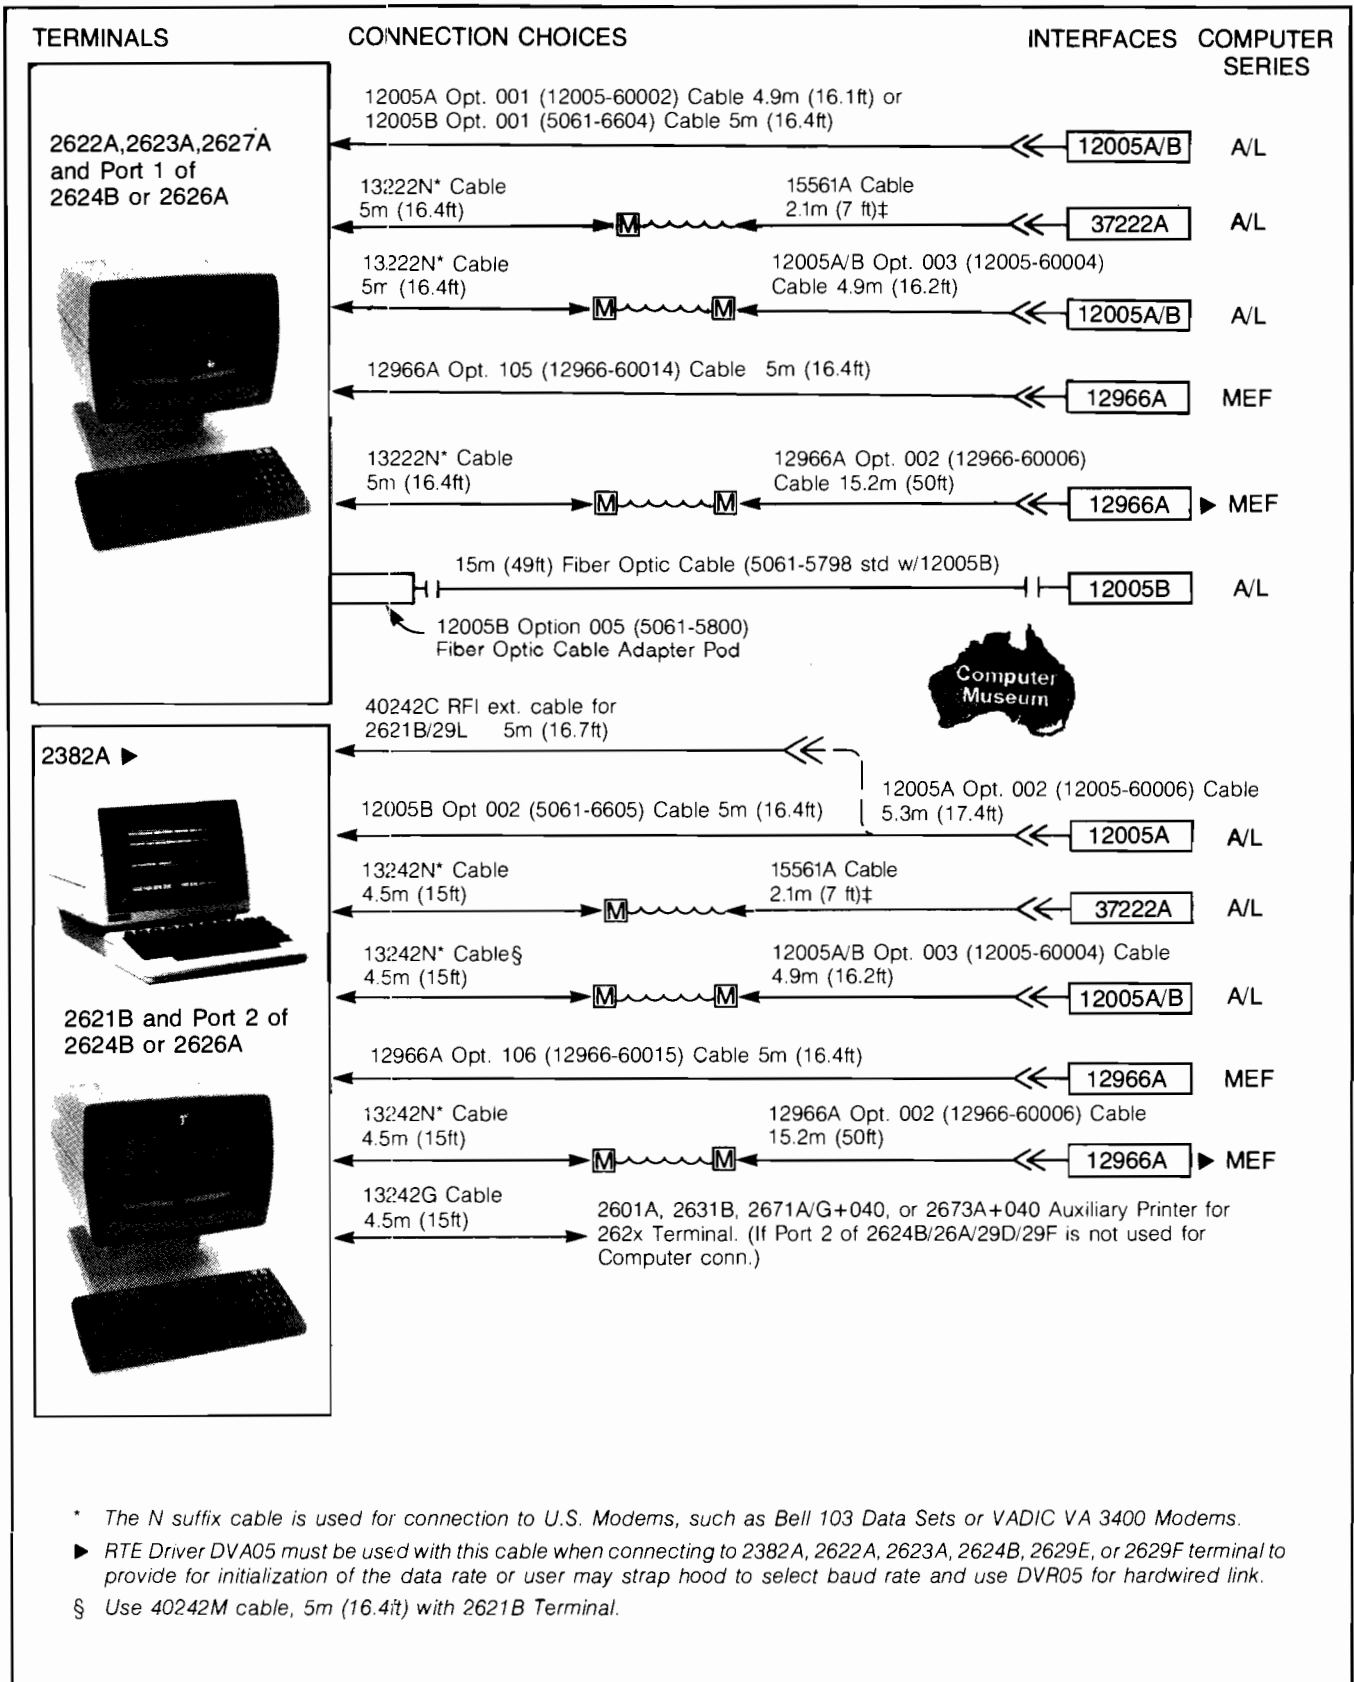 TERMINALS
CONNECTION CHOICES
INTERFACES
COMPUTER
SERIES
2622A,2623A,2627A
and Port 1 of
2624B or 2626A
12005A Opt. 001 (12005-60002) Cable 4.9m (16.1ft) or
12005B Opt. 001 (5061-6604) Cable 5m (16.4ft)
12005A/B
A/L
13222N* Cable
5m (16.4ft)
M
15561A Cable
2.1m (7 ft)‡
37222A
A/L
13222N* Cable
5m (16.4ft)
M
M
12005A/B Opt. 003 (12005-60004)
Cable 4.9m (16.2ft)
12005A/B
A/L
12966A Opt. 105 (12966-60014) Cable 5m (16.4ft)
12966A
MEF
13222N* Cable
5m (16.4ft)
M
M
12966A Opt. 002 (12966-60006)
Cable 15.2m (50ft)
12966A
▶ MEF
15m (49ft) Fiber Optic Cable (5061-5798 std w/12005B)
12005B
A/L
12005B Option 005 (5061-5800)
Fiber Optic Cable Adapter Pod
Computer
Museum
2382A ▶
40242C RFI ext. cable for
2621B/29L 5m (16.7ft)
12005B Opt 002 (5061-6605) Cable 5m (16.4ft)
12005A Opt. 002 (12005-60006) Cable
5.3m (17.4ft)
12005A
A/L
13242N* Cable
4.5m (15ft)
M
15561A Cable
2.1m (7 ft)‡
37222A
A/L
13242N* Cable§
4.5m (15ft)
M
M
12005A/B Opt. 003 (12005-60004) Cable
4.9m (16.2ft)
12005A/B
A/L
2621B and Port 2 of
2624B or 2626A
12966A Opt. 106 (12966-60015) Cable 5m (16.4ft)
12966A
MEF
13242N* Cable
4.5m (15ft)
M
M
12966A Opt. 002 (12966-60006) Cable
15.2m (50ft)
12966A
▶ MEF
13242G Cable
4.5m (15ft)
2601A, 2631B, 2671A/G+040, or 2673A+040 Auxiliary Printer for
262x Terminal. (If Port 2 of 2624B/26A/29D/29F is not used for
Computer conn.)
* The N suffix cable is used for connection to U.S. Modems, such as Bell 103 Data Sets or VADIC VA 3400 Modems.
▶ RTE Driver DVA05 must be used with this cable when connecting to 2382A, 2622A, 2623A, 2624B, 2629E, or 2629F terminal to
provide for initialization of the data rate or user may strap hood to select baud rate and use DVR05 for hardwired link.
§ Use 40242M cable, 5m (16.4ft) with 2621B Terminal.